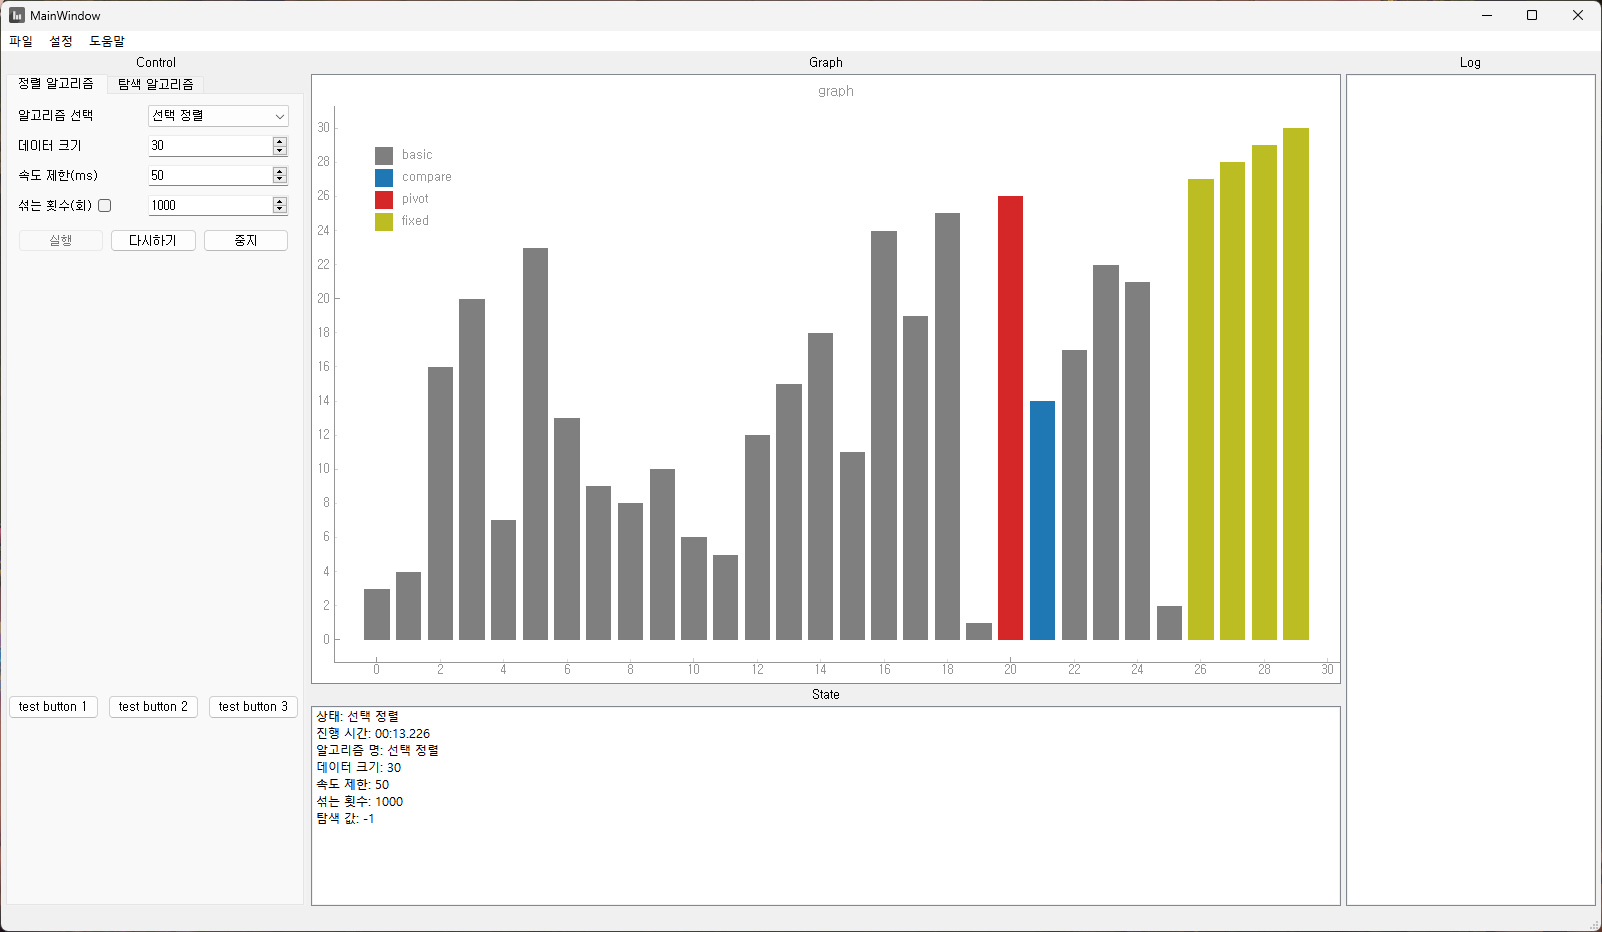 MainWindow
파일 설정 도움말
Control
정렬 알고리즘 탐색 알고리즘
알고리즘 선택 선택 정렬
데이터 크기 30
속도 제한(ms) 50
섞는 횟수(회) 1000
실행 다시하기 중지
test button 1 test button 2 test button 3
Graph
graph
basic
compare
pivot
fixed
30
28
26
24
22
20
18
16
14
12
10
8
6
4
2
0
0 2 4 6 8 10 12 14 16 18 20 22 24 26 28 30
State
상태: 선택 정렬
진행 시간: 00:13.226
알고리즘 명: 선택 정렬
데이터 크기: 30
속도 제한: 50
섞는 횟수: 1000
탐색 값: -1
Log